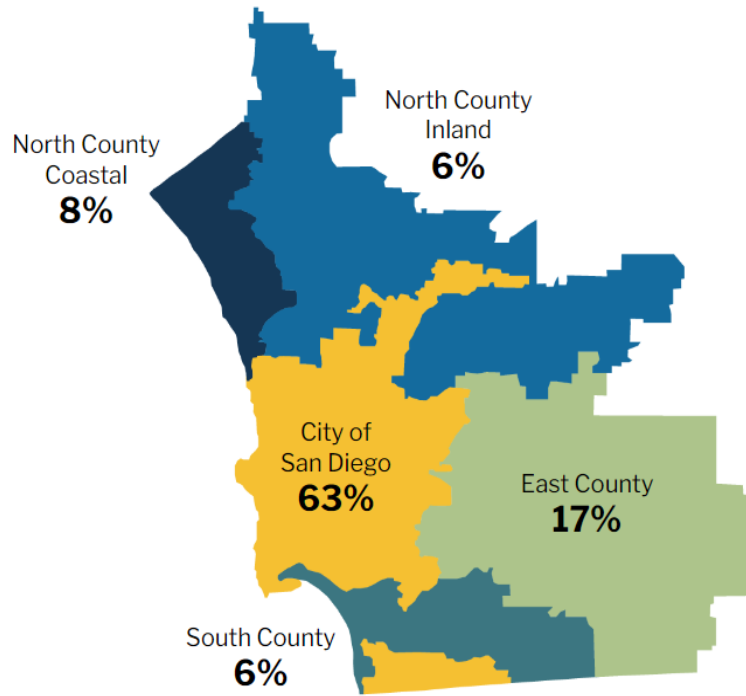 North County
Inland
6%
North County
Coastal
8%
City of
San Diego
63%
East County
17%
South County
6%